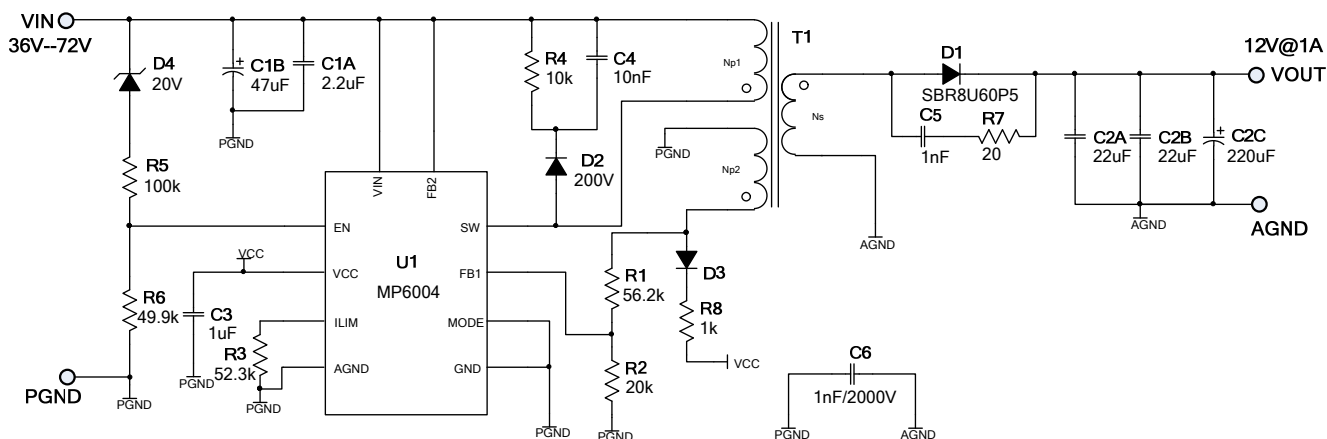 VIN
36V--72V
D4
20V
C1B
47uF
C1A
2.2uF
PGND
R4
10k
C4
10nF
D2
200V
Np1
T1
Ns
PGND
Np2
D1
SBR8U60P5
C5
1nF
R7
20
12V@1A
VOUT
C2A
22uF
C2B
22uF
C2C
220uF
AGND
AGND
AGND
R5
100k
R6
49.9k
VCC
C3
1uF
PGND
R3
52.3k
PGND
PGND
PGND
VIN
FB2
EN
SW
VCC
U1
MP6004
FB1
ILIM
MODE
AGND
GND
PGND
R1
56.2k
R2
20k
PGND
D3
R8
1k
VCC
C6
1nF/2000V
PGND
AGND